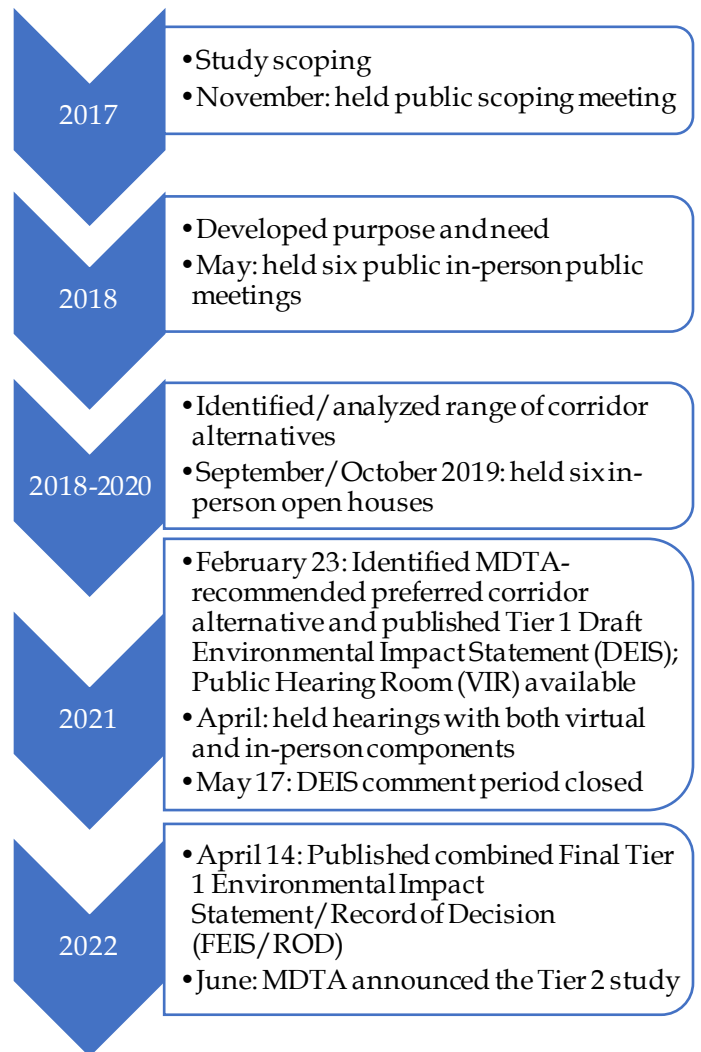 2017
•Study scoping
•November: held public scoping meeting
2018
•Developed purpose and need
•May: held six public in-person public
meetings
2018-2020
•Identified/analyzed range of corridor
alternatives
•September/October 2019: held six in-
person open houses
2021
•February 23: Identified MDTA-
recommended preferred corridor
alternative and published Tier 1 Draft
Environmental Impact Statement (DEIS);
Public Hearing Room (VIR) available
•April: held hearings with both virtual
and in-person components
•May 17: DEIS comment period closed
2022
•April 14: Published combined Final Tier
1 Environmental Impact
Statement/Record of Decision
(FEIS/ROD)
•June: MDTA announced the Tier 2 study